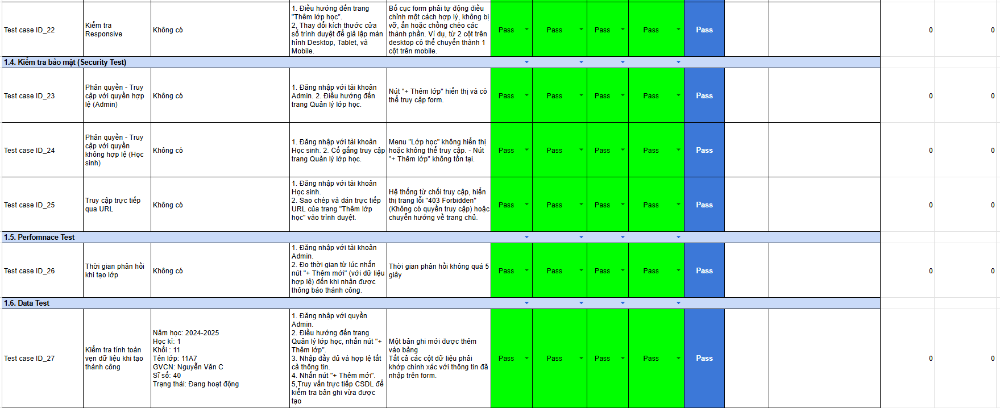 Test case ID_22
Kiểm tra
Responsive
Không có
1. Điều hướng đến trang
"Thêm lớp học".
2, Thay đổi kích thước cửa
sổ trình duyệt để giả lập màn
hình Desktop, Tablet, và
Mobile.
Bố cục form phải tự động điều
chỉnh một cách hợp lý, không bị
vỡ, ẩn hoặc chồng chéo các
thành phần. Ví dụ, từ 2 cột trên
desktop có thể chuyển thành 1
cột trên mobile.
Pass
Pass
Pass
Pass
Pass
0
0
1.4. Kiểm tra bảo mật (Security Test)
Test case ID_23
Phân quyền - Truy
cập với quyền hợp
lệ (Admin)
Không có
1. Đăng nhập với tài khoản
Admin. 2. Điều hướng đến
trang Quản lý lớp học.
Nút "+ Thêm lớp" hiển thị và có
thể truy cập form.
Pass
Pass
Pass
Pass
Pass
0
0
Test case ID_24
Phân quyền - Truy
cập với quyền
không hợp lệ (Học
sinh)
Không có
1. Đăng nhập với tài khoản
Học sinh. 2. Cố gắng truy cập
trang Quản lý lớp học.
Menu "Lớp học" không hiển thị
hoặc không thể truy cập. - Nút
"+ Thêm lớp" không tồn tại.
Pass
Pass
Pass
Pass
Pass
0
0
Test case ID_25
Truy cập trực tiếp
qua URL
Không có
1. Đăng nhập với tài khoản
Học sinh.
2. Sao chép và dán trực tiếp
URL của trang "Thêm lớp
học" vào trình duyệt.
Hệ thống từ chối truy cập, hiển
thị trang lỗi "403 Forbidden"
(Không có quyền truy cập) hoặc
chuyển hướng về trang chủ.
Pass
Pass
Pass
Pass
Pass
0
0
1.5. Perfomnace Test
Test case ID_26
Thời gian phản hồi
khi tạo lớp
Không có
1. Đăng nhập với tài khoản
Admin.
2. Đo thời gian từ lúc nhấn
nút "+ Thêm mới" (với dữ liệu
hợp lệ) đến khi nhận được
thông báo thành công.
Thời gian phản hồi không quá 5
giây
Pass
Pass
Pass
Pass
Pass
0
0
1.6. Data Test
Test case ID_27
Kiểm tra tính toàn
vẹn dữ liệu khi tạo
thành công
Năm học: 2024-2025
Học kì: 1
Khối : 11
Tên lớp: 11A7
GVCN: Nguyễn Văn C
Sĩ số: 40
Trạng thái: Đang hoạt động
1. Đăng nhập với quyền
Admin.
2. Điều hướng đến trang
Quản lý lớp học, nhấn nút "+
Thêm lớp".
3. Nhập đầy đủ và hợp lệ tất
cả thông tin.
4. Nhấn nút "+ Thêm mới".
5,Truy vấn trực tiếp CSDL để
kiểm tra bản ghi vừa được
tạo
Một bản ghi mới được thêm
vào bảng
Tất cả các cột dữ liệu phải
khớp chính xác với thông tin đã
nhập trên form.
Pass
Pass
Pass
Pass
Pass
0
0